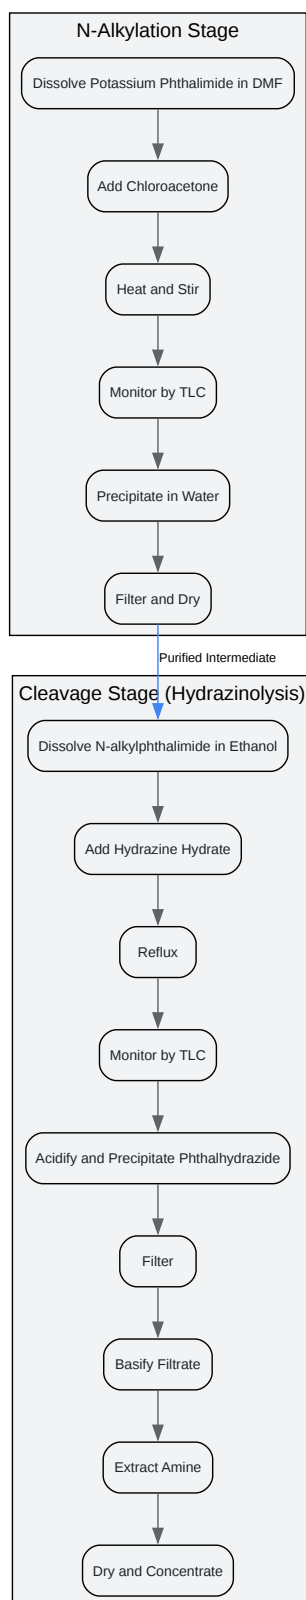 N-Alkylation Stage
Dissolve Potassium Phthalimide in DMF
Add Chloroacetone
Heat and Stir
Monitor by TLC
Precipitate in Water
Filter and Dry
Purified Intermediate
Cleavage Stage (Hydrazinolysis)
Dissolve N-alkylphthalimide in Ethanol
Add Hydrazine Hydrate
Reflux
Monitor by TLC
Acidify and Precipitate Phthalhydrazide
Filter
Basify Filtrate
Extract Amine
Dry and Concentrate